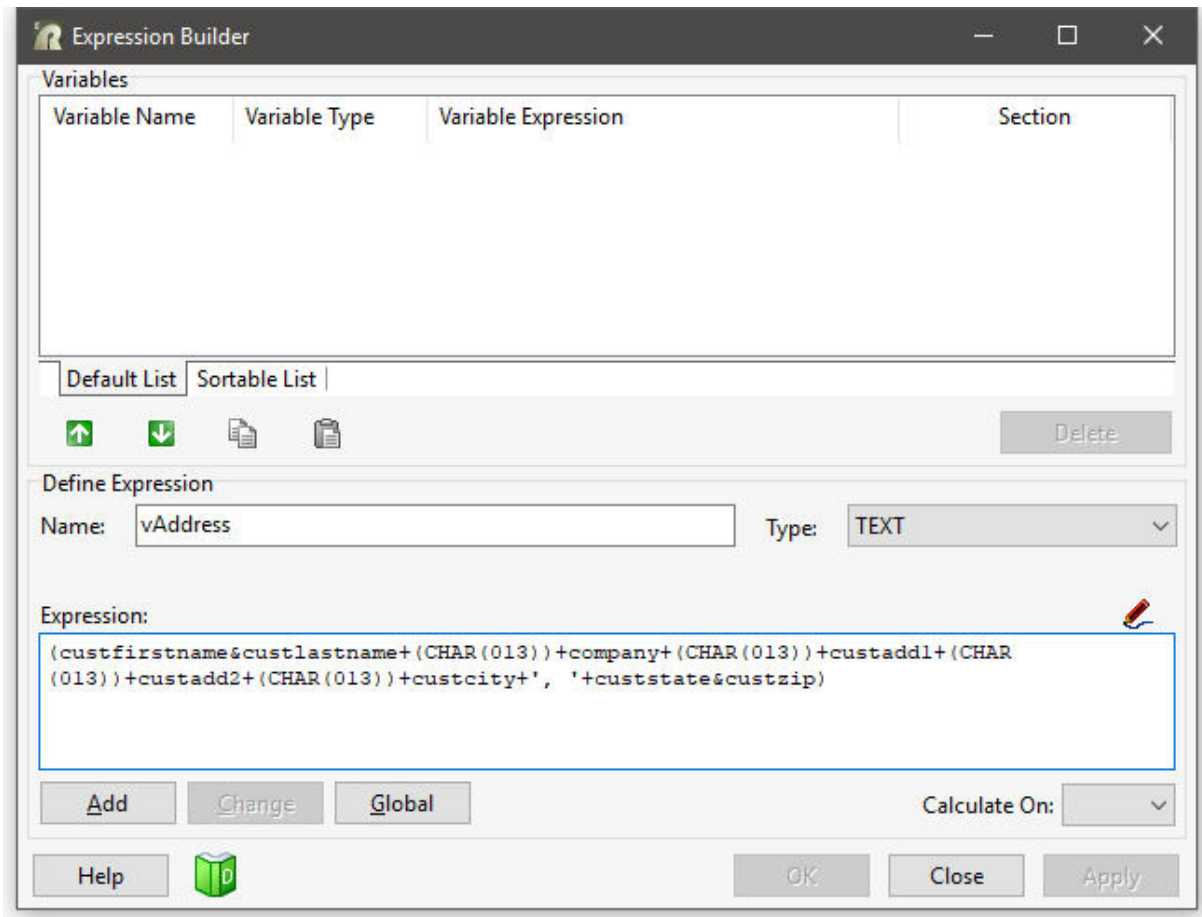 Expression Builder
Variables
Variable Name Variable Type Variable Expression Section
Default List Sortable List
Delete
Define Expression
Name: vAddress Type: TEXT
Expression:
(custfirstname&custlastname+(CHAR(013))+company+(CHAR(013))+custadd1+(CHAR
(013))+custadd2+(CHAR(013))+custcity+', '+custstate&custzip)
Add Change Global Calculate On:
Help D OK Close Apply